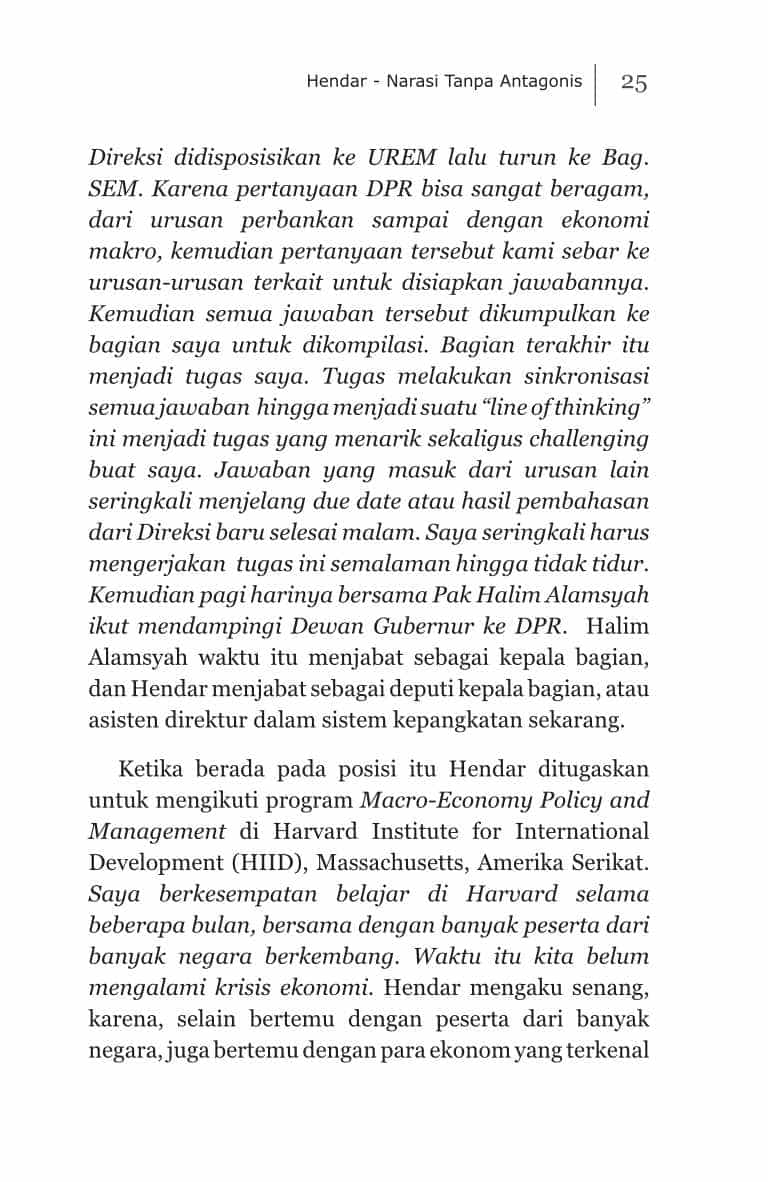 Hendar - Narasi Tanpa Antagonis 25
Direksi didisposisikan ke UREM lalu turun ke Bag.
SEM. Karena pertanyaan DPR bisa sangat beragam,
dari urusan perbankan sampai dengan ekonomi
makro, kemudian pertanyaan tersebut kami sebar ke
urusan-urusan terkait untuk disiapkan jawabannya.
Kemudian semua jawaban tersebut dikumpulkan ke
bagian saya untuk dikompilasi. Bagian terakhir itu
menjadi tugas saya. Tugas melakukan sinkronisasi
semua jawaban hingga menjadi suatu “line of thinking”
ini menjadi tugas yang menarik sekaligus challenging
buat saya. Jawaban yang masuk dari urusan lain
seringkali menjelang due date atau hasil pembahasan
dari Direksi baru selesai malam. Saya seringkali harus
mengerjakan tugas ini semalaman hingga tidak tidur.
Kemudian pagi harinya bersama Pak Halim Alamsyah
ikut mendampingi Dewan Gubernur ke DPR. Halim
Alamsyah waktu itu menjabat sebagai kepala bagian,
dan Hendar menjabat sebagai deputi kepala bagian, atau
asisten direktur dalam sistem kepangkatan sekarang.
Ketika berada pada posisi itu Hendar ditugaskan
untuk mengikuti program Macro-Economy Policy and
Management di Harvard Institute for International
Development (HIID), Massachusetts, Amerika Serikat.
Saya berkesempatan belajar di Harvard selama
beberapa bulan, bersama dengan banyak peserta dari
banyak negara berkembang. Waktu itu kita belum
mengalami krisis ekonomi. Hendar mengaku senang,
karena, selain bertemu dengan peserta dari banyak
negara, juga bertemu dengan para ekonom yang terkenal